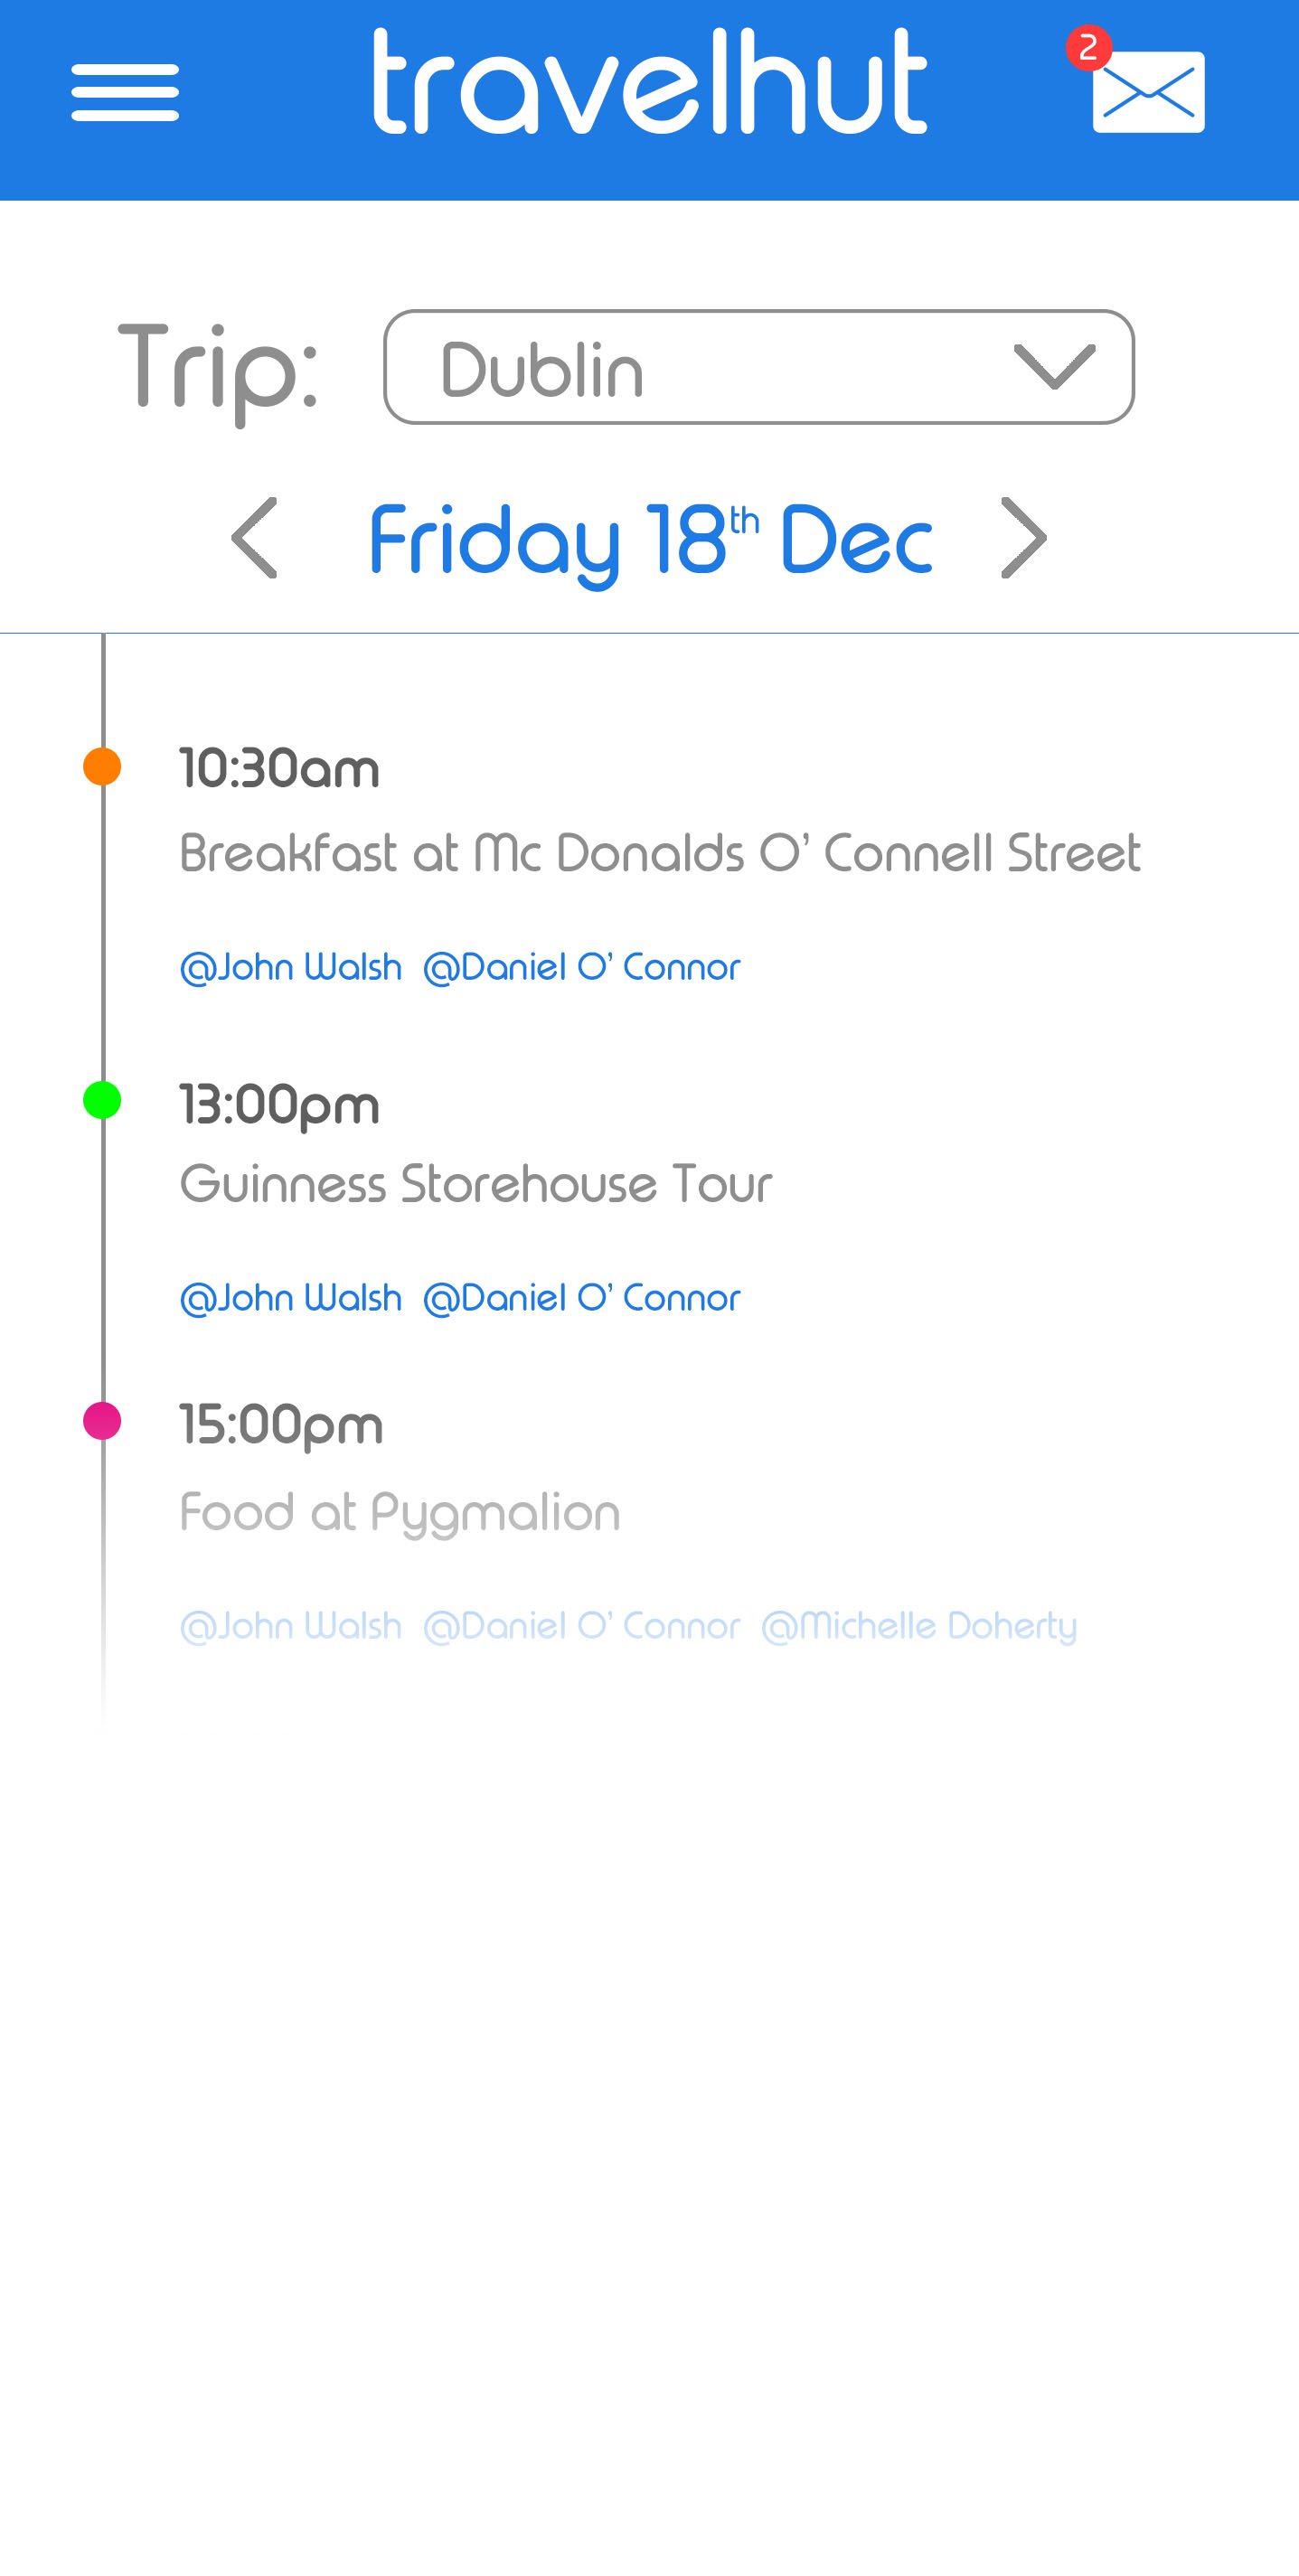 travelhut
2
Trip:
Dublin
Friday 18th Dec
10:30am
Breakfast at Mc Donalds O' Connell Street
@John Walsh @Daniel O' Connor
13:00pm
Guinness Storehouse Tour
@John Walsh @Daniel O' Connor
15:00pm
Food at Pygmalion
@John Walsh @Daniel O' Connor @Michelle Doherty